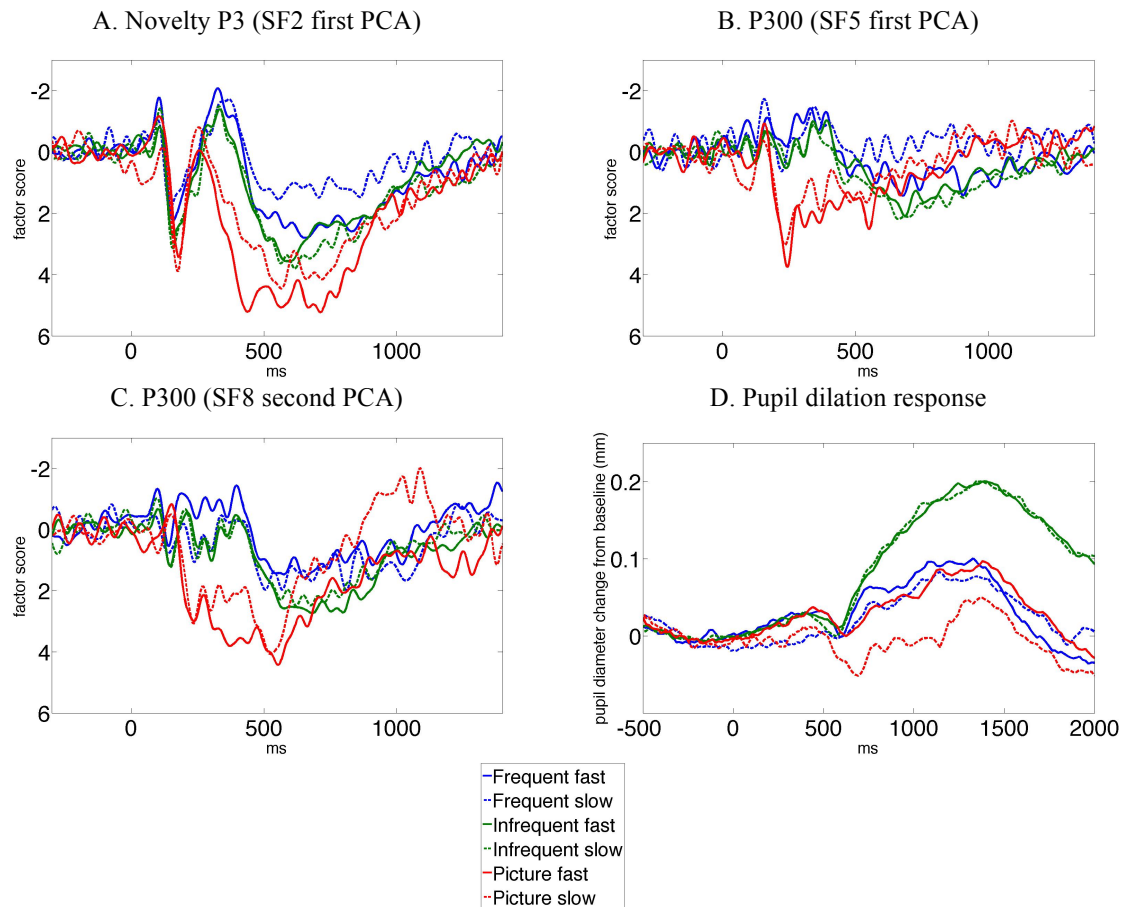 A. Novelty P3 (SF2 first PCA)
-2
0
2
4
6
factor score
0
500
1000
ms
B. P300 (SF5 first PCA)
-2
0
2
4
6
factor score
0
500
1000
ms
C. P300 (SF8 second PCA)
-2
0
2
4
6
factor score
0
500
1000
ms
D. Pupil dilation response
0.2
0.1
0
pupil diameter change from baseline (mm)
-500
0
500
1000
1500
2000
ms
Frequent fast
Frequent slow
Infrequent fast
Infrequent slow
Picture fast
Picture slow